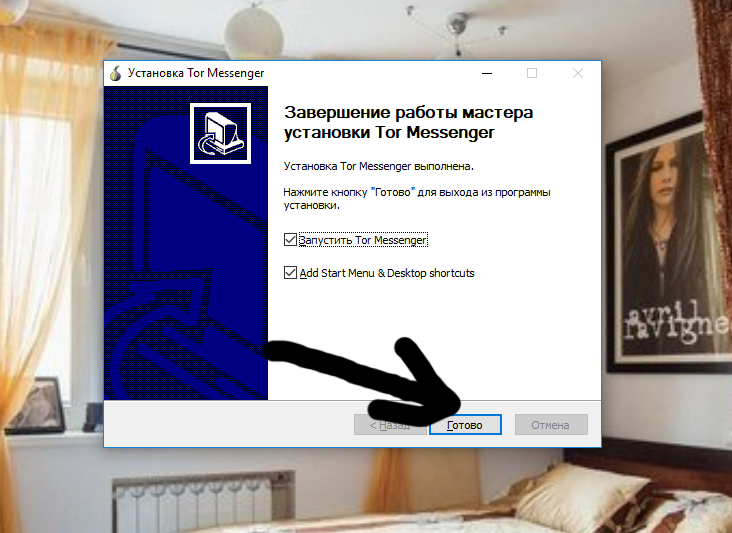 Установка Tor Messenger
Завершение работы мастера
установки Tor Messenger
Установка Tor Messenger выполнена.
Нажмите кнопку "Готово" для выхода из программы
установки.
Запустить Tor Messenger
Add Start Menu & Desktop shortcuts
avril
lavigne
< Назад
Готово
Отмена